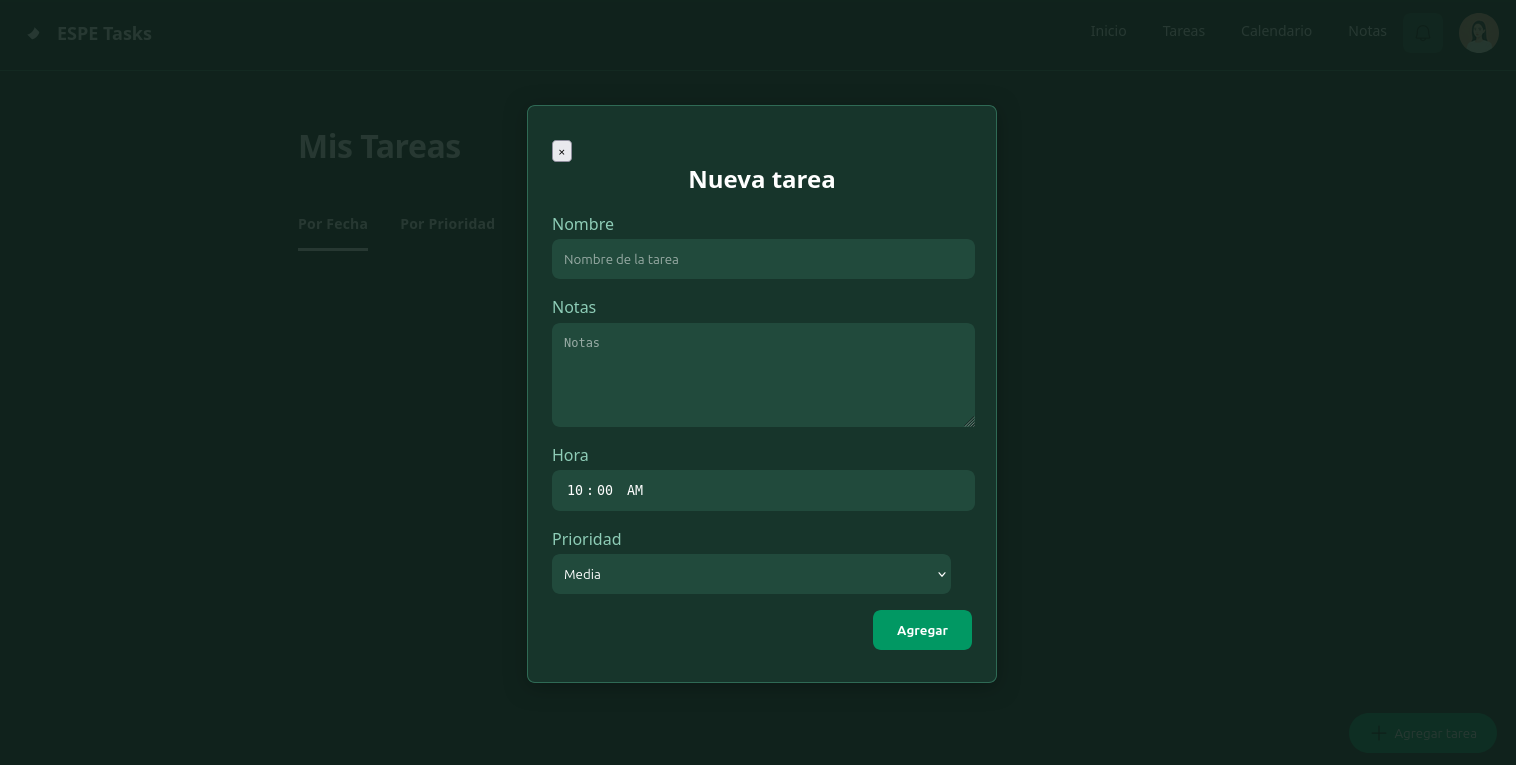 ESPE Tasks
Inicio Tareas Calendario Notas
Mis Tareas
Por Fecha Por Prioridad
×
Nueva tarea
Nombre
Nombre de la tarea
Notas
Notas
Hora
10:00 AM
Prioridad
Media
Agregar
Agregar tarea